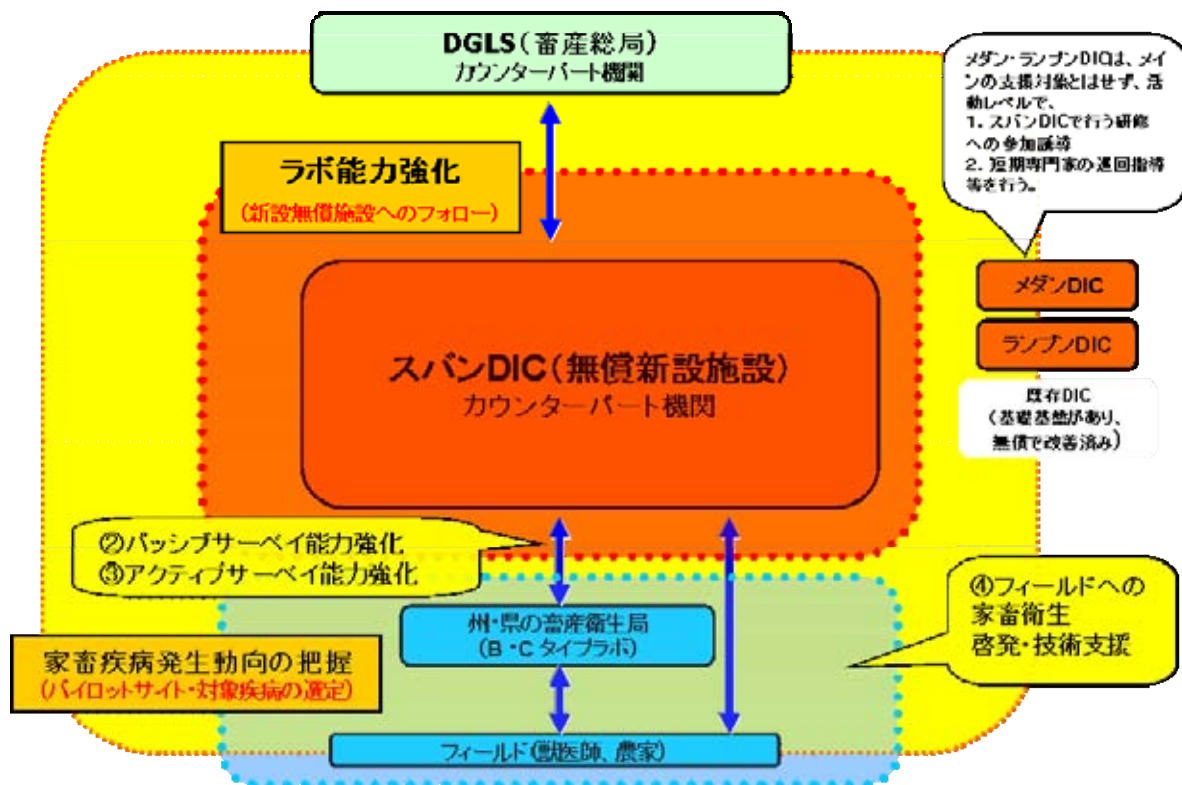 DGLS(畜産総局)
カウンターパート機関
メダン・ランプンDICは、メイ
ンの支援対象とはせず、活
動レベルで、
1. スバンDICで行う研修
への参加誘導
2. 短期専門家の巡回指導
等を行う。
ラボ能力強化
(新設無償施設へのフォロー)
メダンDIC
ランプンDIC
既存DIC
(基礎基盤があり、
無償で改善済み)
スバンDIC(無償新設施設)
カウンターパート機関
②パッシブサーベイ能力強化
③アクティブサーベイ能力強化
④フィールドへの
家畜衛生
啓発・技術支援
州・県の畜産衛生局
(B・Cタイプラボ)
家畜疾病発生動向の把握
(パイロットサイト・対象疾病の選定)
フィールド(獣医師、農家)